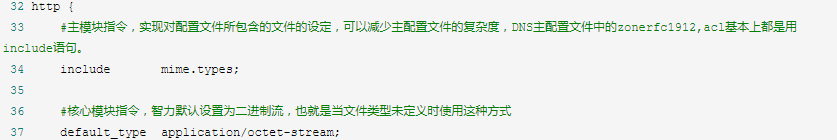 32 http {
33     #主模块指令，实现对配置文件所包含的文件的设定，可以减少主配置文件的复杂度，DNS主配置文件中的zonerfc1912,acl基本上都是用
include语句。
34     include       mime.types;
35
36     #核心模块指令，智力默认设置为二进制流，也就是当文件类型未定义时使用这种方式
37     default_type  application/octet-stream;